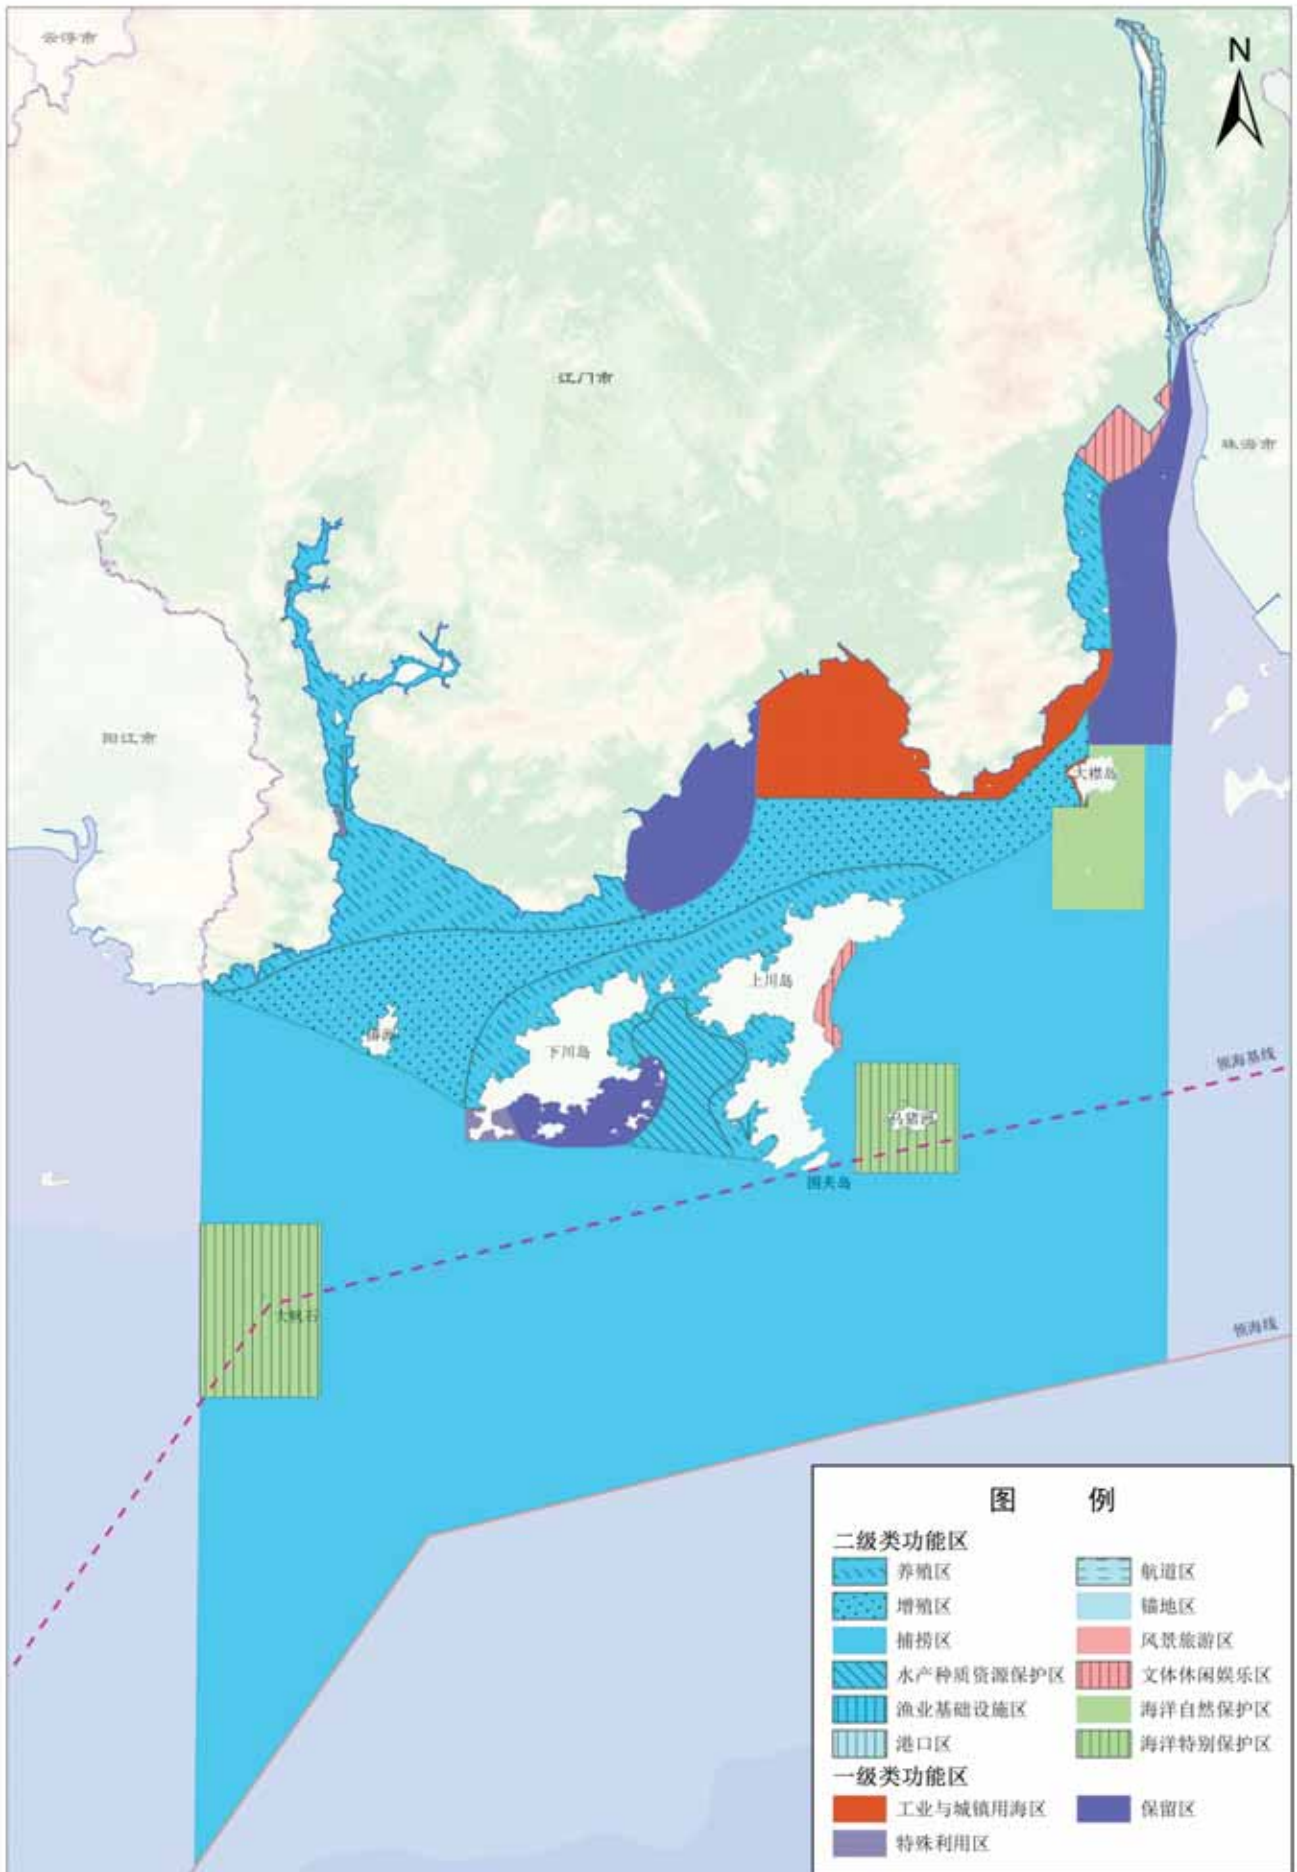 云浮市
N
江门市
珠海市
阳江市
大襟岛
上川岛
下川岛
领海基线
围夹岛
大帆石
领海线
图 例
二级类功能区
养殖区
航道区
增殖区
锚地区
捕捞区
风景旅游区
水产种质资源保护区
文体休闲娱乐区
渔业基础设施区
海洋自然保护区
港口区
海洋特别保护区
一级类功能区
工业与城镇用海区
保留区
特殊利用区